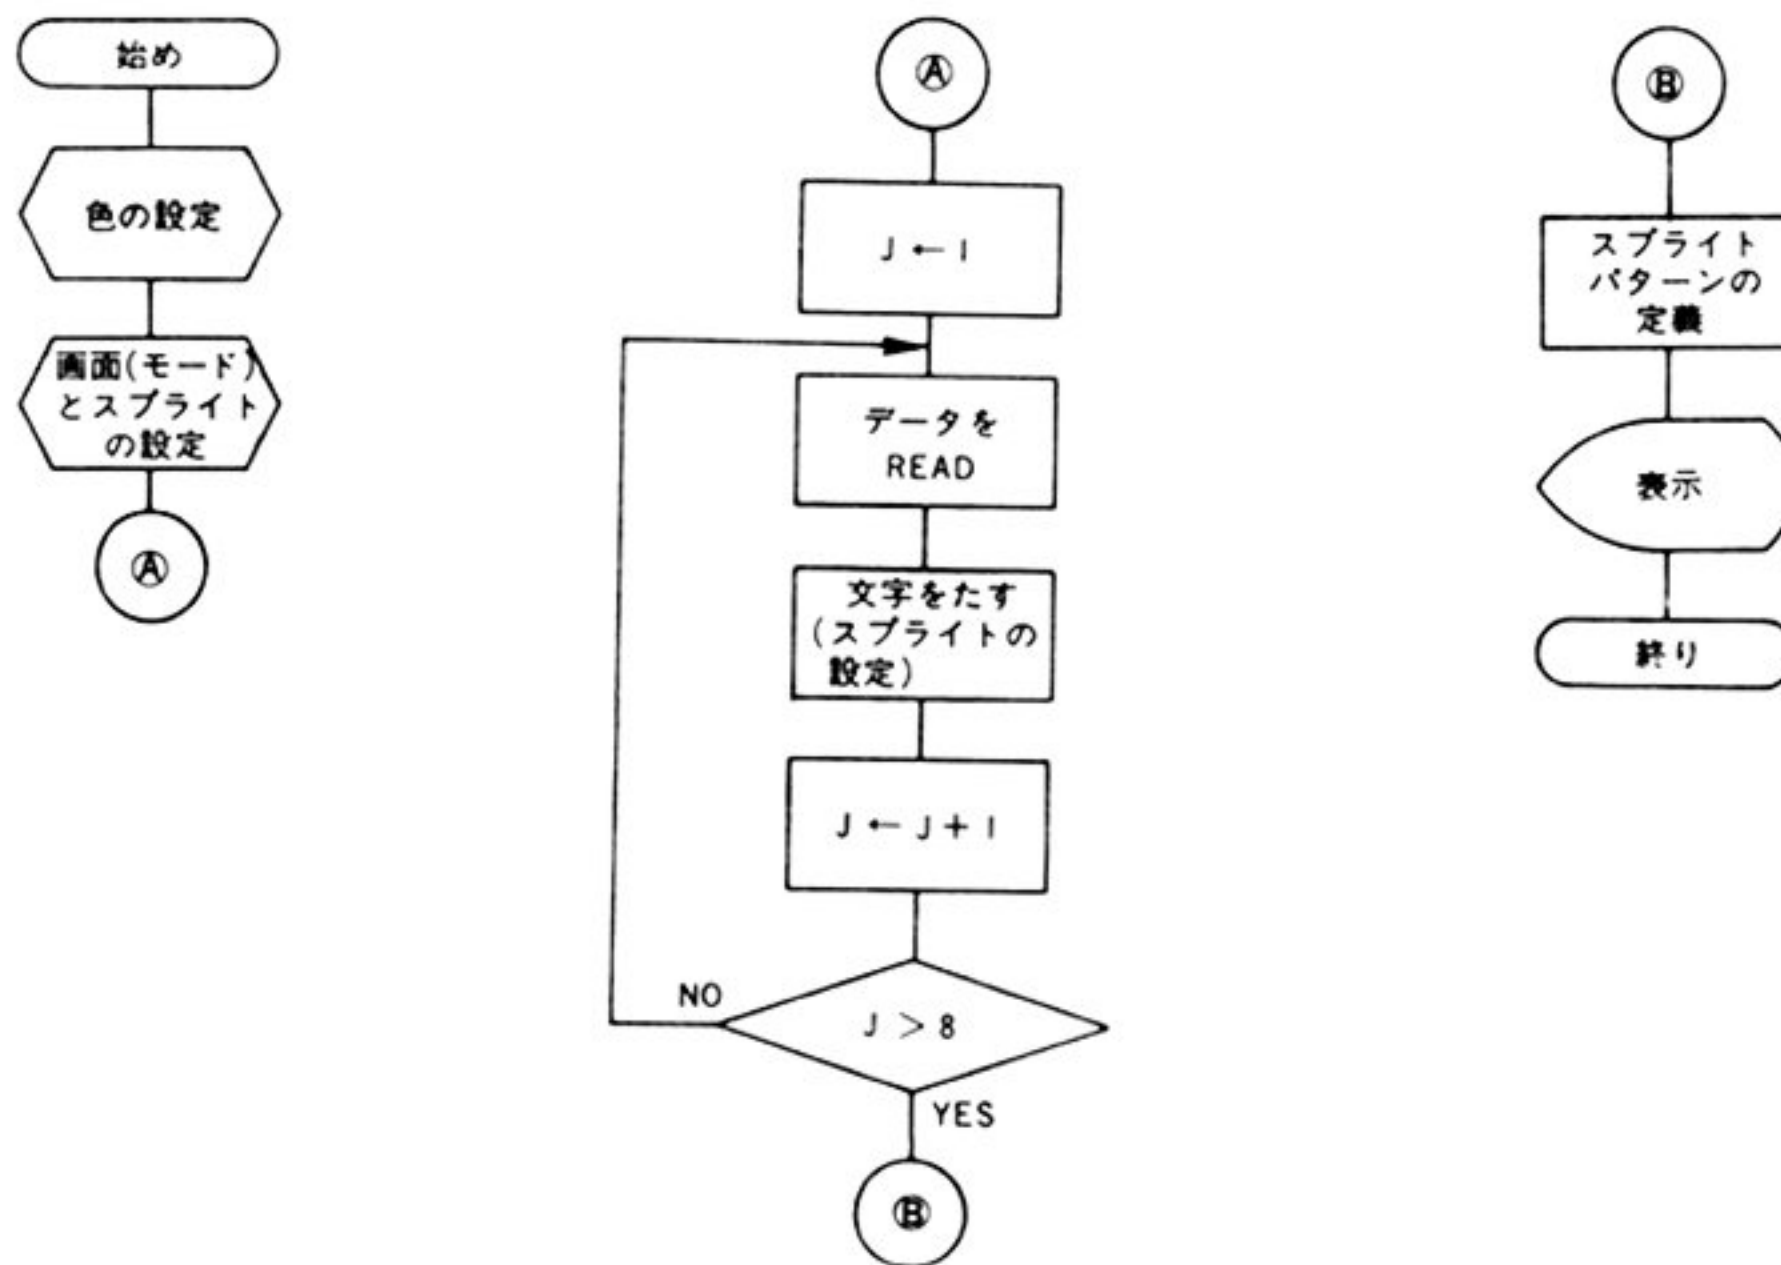 始め
色の設定
画面(モード)
とスプライト
の設定
Ⓐ
Ⓐ
J ← 1
データを
READ
文字をたす
(スプライトの
設定)
J ← J + 1
NO
J > 8
YES
Ⓑ
Ⓑ
スプライト
パターンの
定義
表示
終り